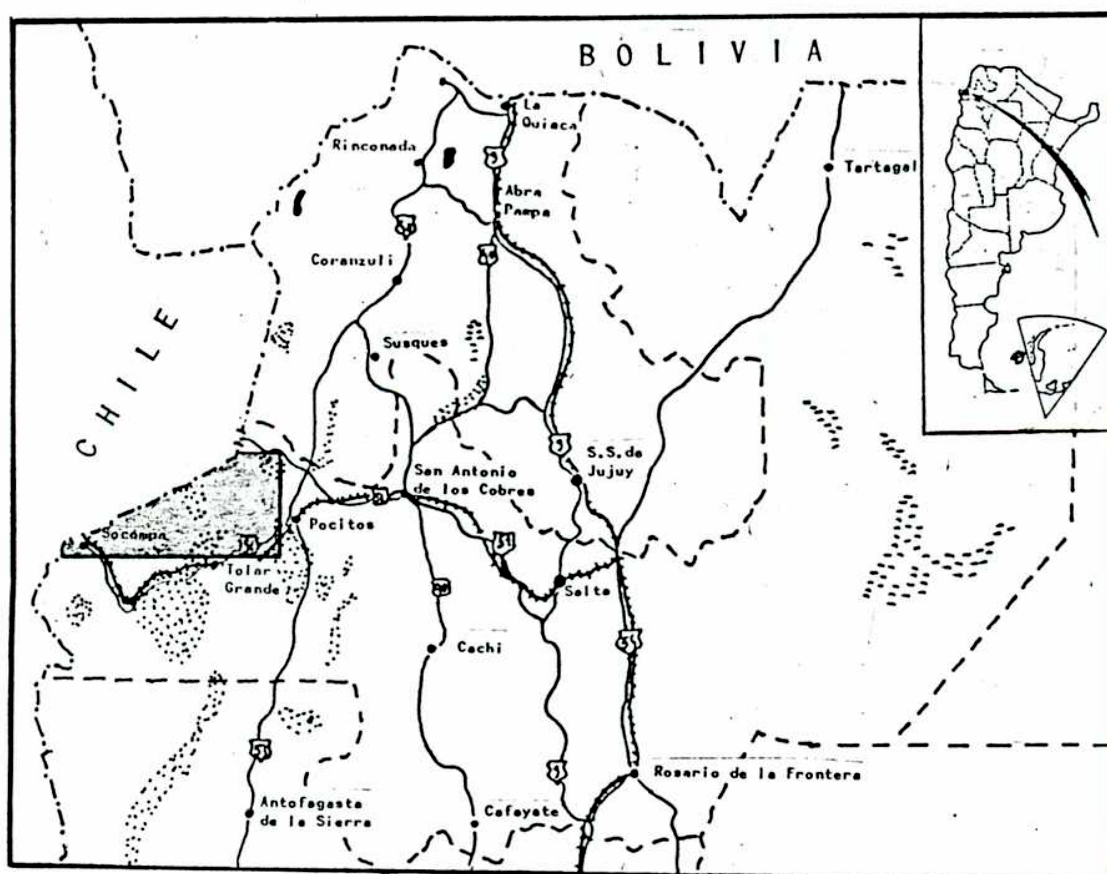 BOLIVIA
La
Quiaca
Rinconada
Tartagal
Abra
Pampa
Coranzuli
CHILE
Susques
S.S.de
Jujuy
San Antonio
de los Cobres
Pocitos
Socompa
Tolar
Grande
Salta
Cachi
Rosario de la Frontera
Antofagasta
de la Sierra
Cafayate